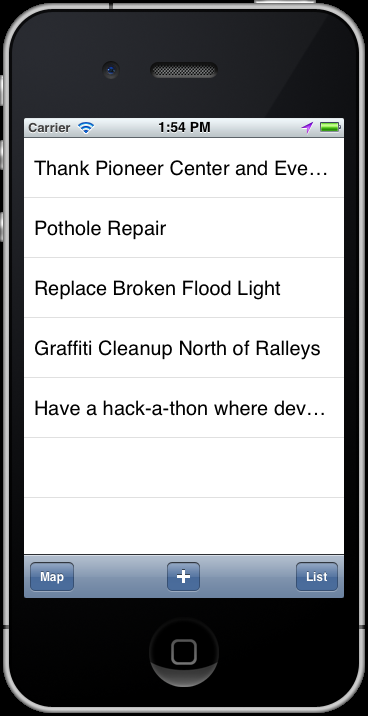 Carrier 1:54 PM
Thank Pioneer Center and Eve…
Pothole Repair
Replace Broken Flood Light
Graffiti Cleanup North of Ralleys
Have a hack-a-thon where dev…
Map + List